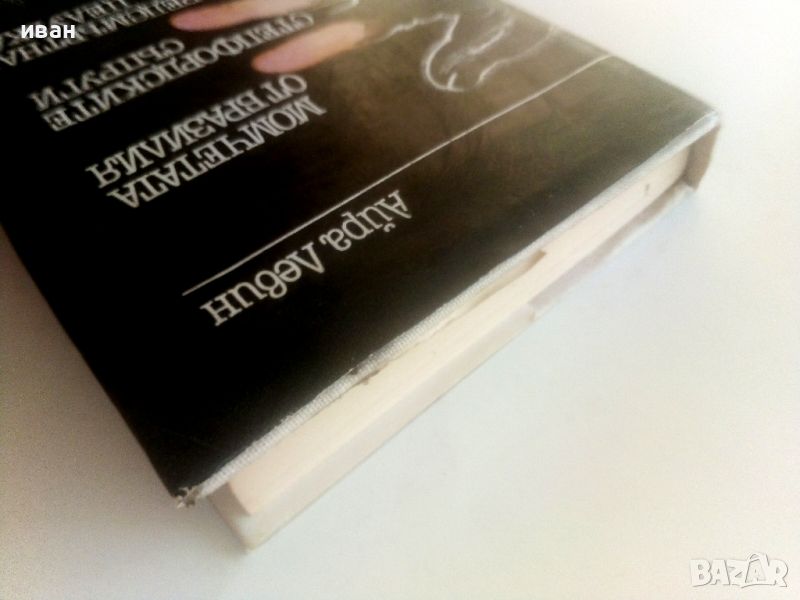 иван
Айра Левин
МОМЧЕТАТА
ОТ БРАЗИЛИЯ
СТЕПФОРДСКИТЕ
СЪПРУГИ
BAZAR